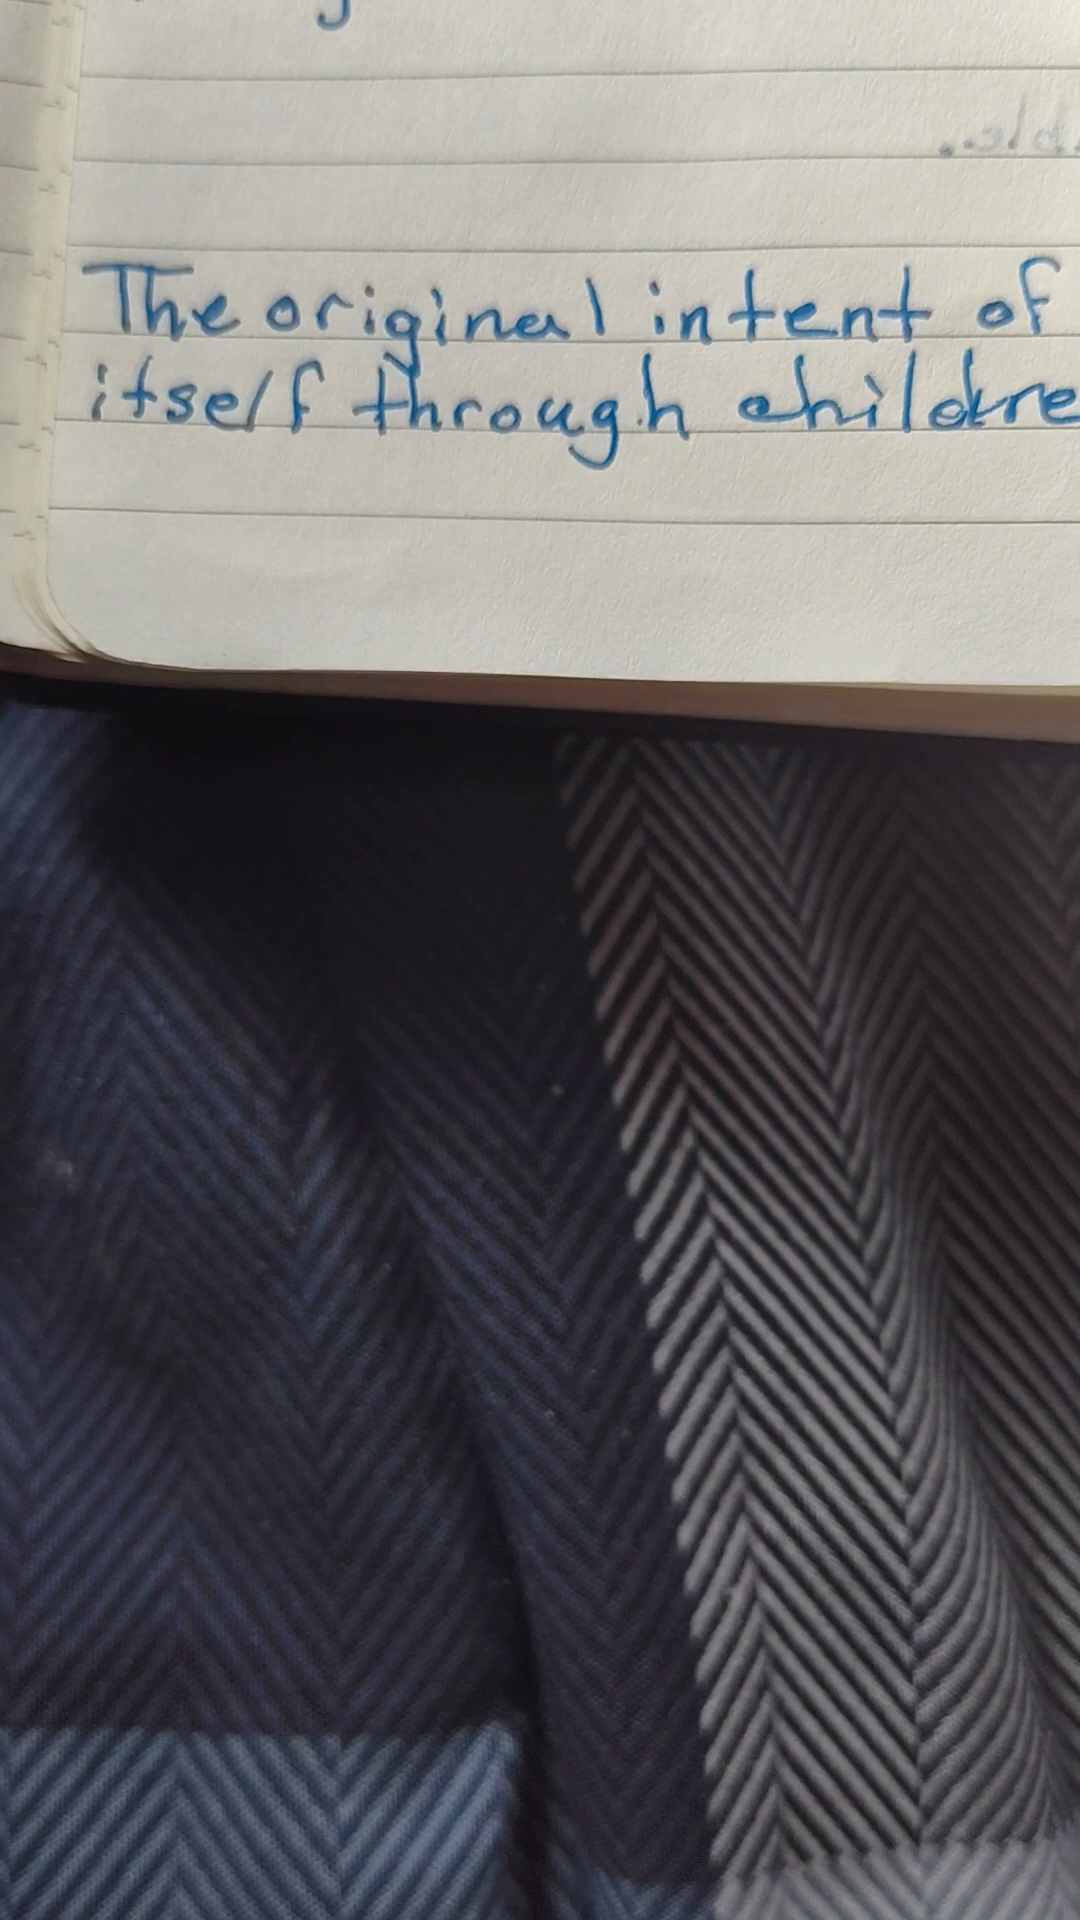 The original intent of
itself through childre